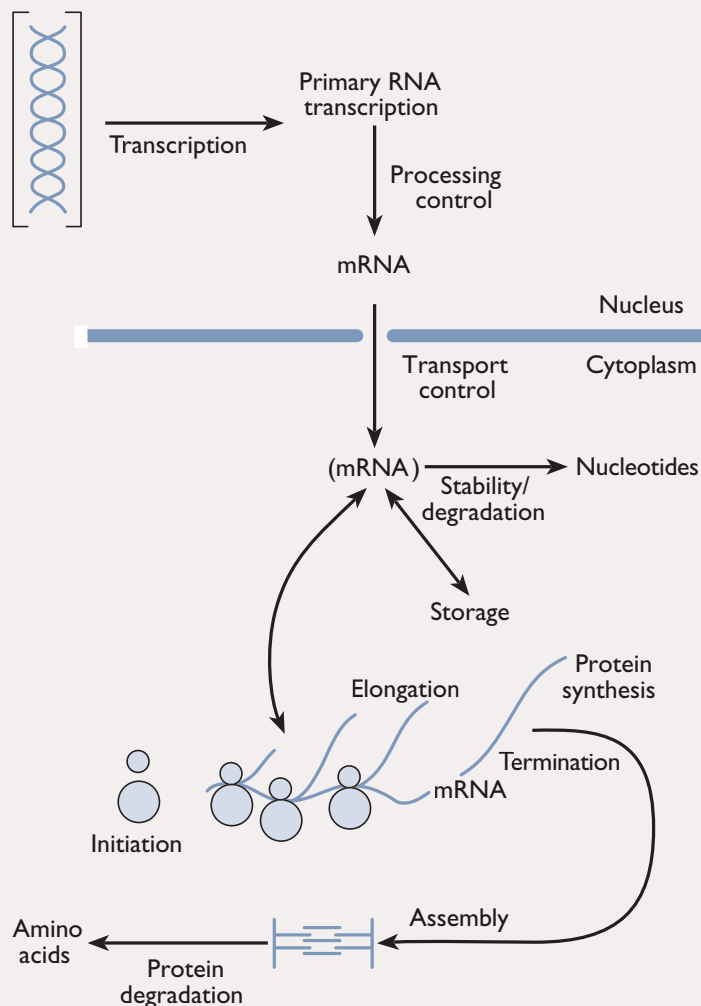 Primary RNA
transcription
Transcription
Processing
control
mRNA
Nucleus
Transport
control
Cytoplasm
(mRNA)
Nucleotides
Stability/
degradation
Storage
Protein
synthesis
Elongation
Termination
mRNA
Initiation
Assembly
Amino
acids
Protein
degradation